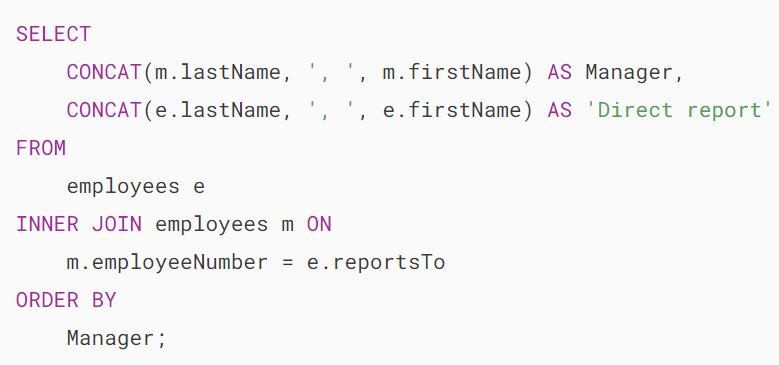 SELECT
    CONCAT(m.lastName, ', ', m.firstName) AS Manager,
    CONCAT(e.lastName, ', ', e.firstName) AS 'Direct report'
FROM
    employees e
INNER JOIN employees m ON
    m.employeeNumber = e.reportsTo
ORDER BY
    Manager;